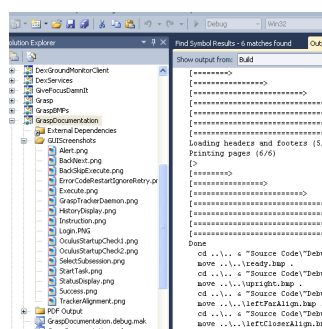 Debug
Win32
olution Explorer
DexGroundMonitorClient
DexServices
GiveFocusDamnIt
Grasp
GraspBMPs
GraspDocumentation
External Dependencies
GUIScreenshots
Alert.png
BackNext.png
BackSkipExecute.png
ErrorCodeRestartIgnoreRetry.pr
Execute.png
GraspTrackerDaemon.png
HistoryDisplay.png
Instruction.png
Login.PNG
OculusStartupCheck1.png
OculusStartupCheck2.png
SelectSubsession.png
StartTask.png
StatusDisplay.png
Success.png
TrackerAlignment.png
PDF Output
GraspDocumentation.debug.mak
Find Symbol Results - 6 matches found
Out
Show output from: Build
[========>
[================>
[=========================>
[==============================
[==============================
[==============================
Loading headers and footers (5,
Printing pages (6/6)
[>
[========>
[================>
[=========================>
[==============================
[==============================
[==============================
Done
cd ..\.. & "Source Code\"Debu
move ..\..\ready.bmp .
cd ..\.. & "Source Code\"Debu
move ..\..\upright.bmp .
cd ..\.. & "Source Code\"Debu
move ..\..\leftFarAlign.bmp
cd ..\.. & "Source Code\"Debu
move ..\..\leftCloserAlign.b